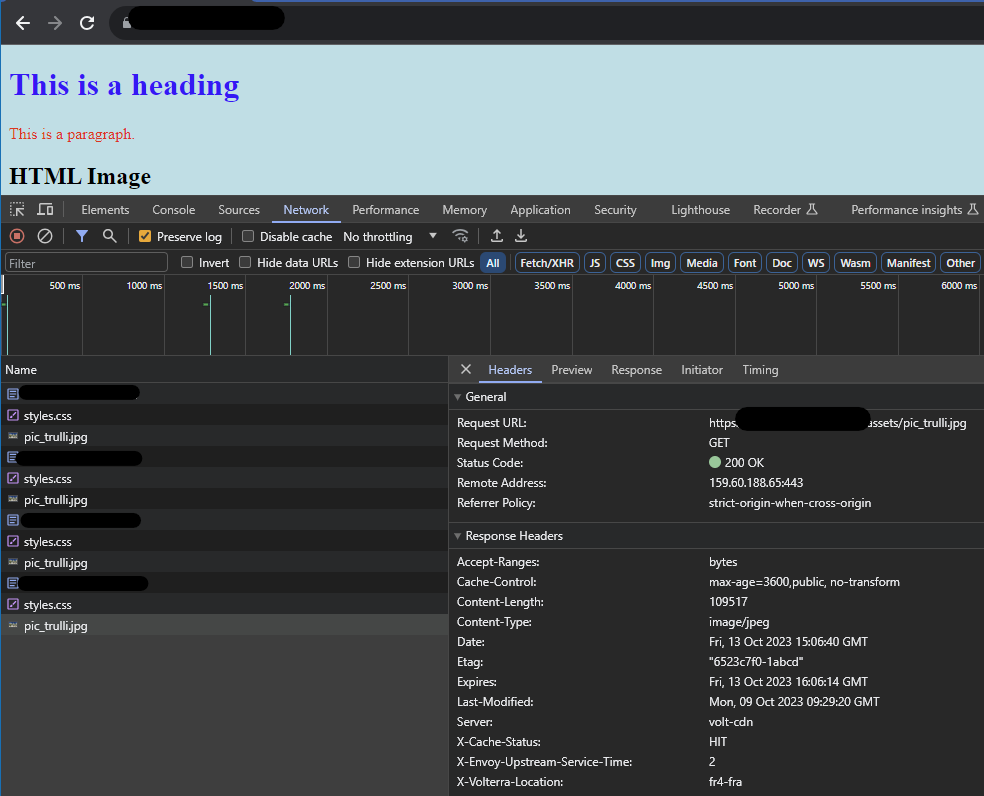 This is a heading
This is a paragraph.
HTML Image
Elements Console Sources Network Performance Memory Application Security Lighthouse Recorder Performance insights
Preserve log Disable cache No throttling
Filter Invert Hide data URLs Hide extension URLs All Fetch/XHR JS CSS Img Media Font Doc WS Wasm Manifest Other
500 ms 1000 ms 1500 ms 2000 ms 2500 ms 3000 ms 3500 ms 4000 ms 4500 ms 5000 ms 5500 ms 6000 ms
Name
styles.css
pic_trulli.jpg
styles.css
pic_trulli.jpg
styles.css
pic_trulli.jpg
styles.css
pic_trulli.jpg
Headers Preview Response Initiator Timing
General
Request URL: https assets/pic_trulli.jpg
Request Method: GET
Status Code: 200 OK
Remote Address: 159.60.188.65:443
Referrer Policy: strict-origin-when-cross-origin
Response Headers
Accept-Ranges: bytes
Cache-Control: max-age=3600,public, no-transform
Content-Length: 109517
Content-Type: image/jpeg
Date: Fri, 13 Oct 2023 15:06:40 GMT
Etag: "6523c7f0-1abcd"
Expires: Fri, 13 Oct 2023 16:06:14 GMT
Last-Modified: Mon, 09 Oct 2023 09:29:20 GMT
Server: volt-cdn
X-Cache-Status: HIT
X-Envoy-Upstream-Service-Time: 2
X-Volterra-Location: fr4-fra